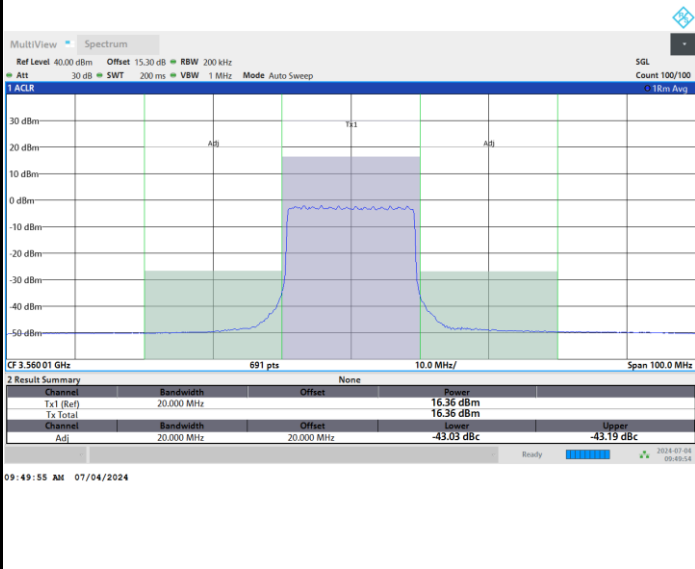 MultiView Spectrum
Ref Level 40.00 dBm Offset 15.30 dB RBW 200 kHz SGL
Att 30 dB SWT 200 ms VBW 1 MHz Mode Auto Sweep Count 100/100
1 ACLR 1Rm Avg
30 dBm
Tx1
20 dBm
Adj Adj
10 dBm
0 dBm
-10 dBm
-20 dBm
-30 dBm
-40 dBm
-50 dBm
CF 3.560 01 GHz 691 pts 10.0 MHz/ Span 100.0 MHz
2 Result Summary None
Channel Bandwidth Offset Power
Tx1 (Ref) 20.000 MHz 16.36 dBm
Tx Total 16.36 dBm
Channel Bandwidth Offset Lower Upper
Adj 20.000 MHz 20.000 MHz -43.03 dBc -43.19 dBc
Ready 2024-07-04
09:49:54
09:49:55 AM 07/04/2024